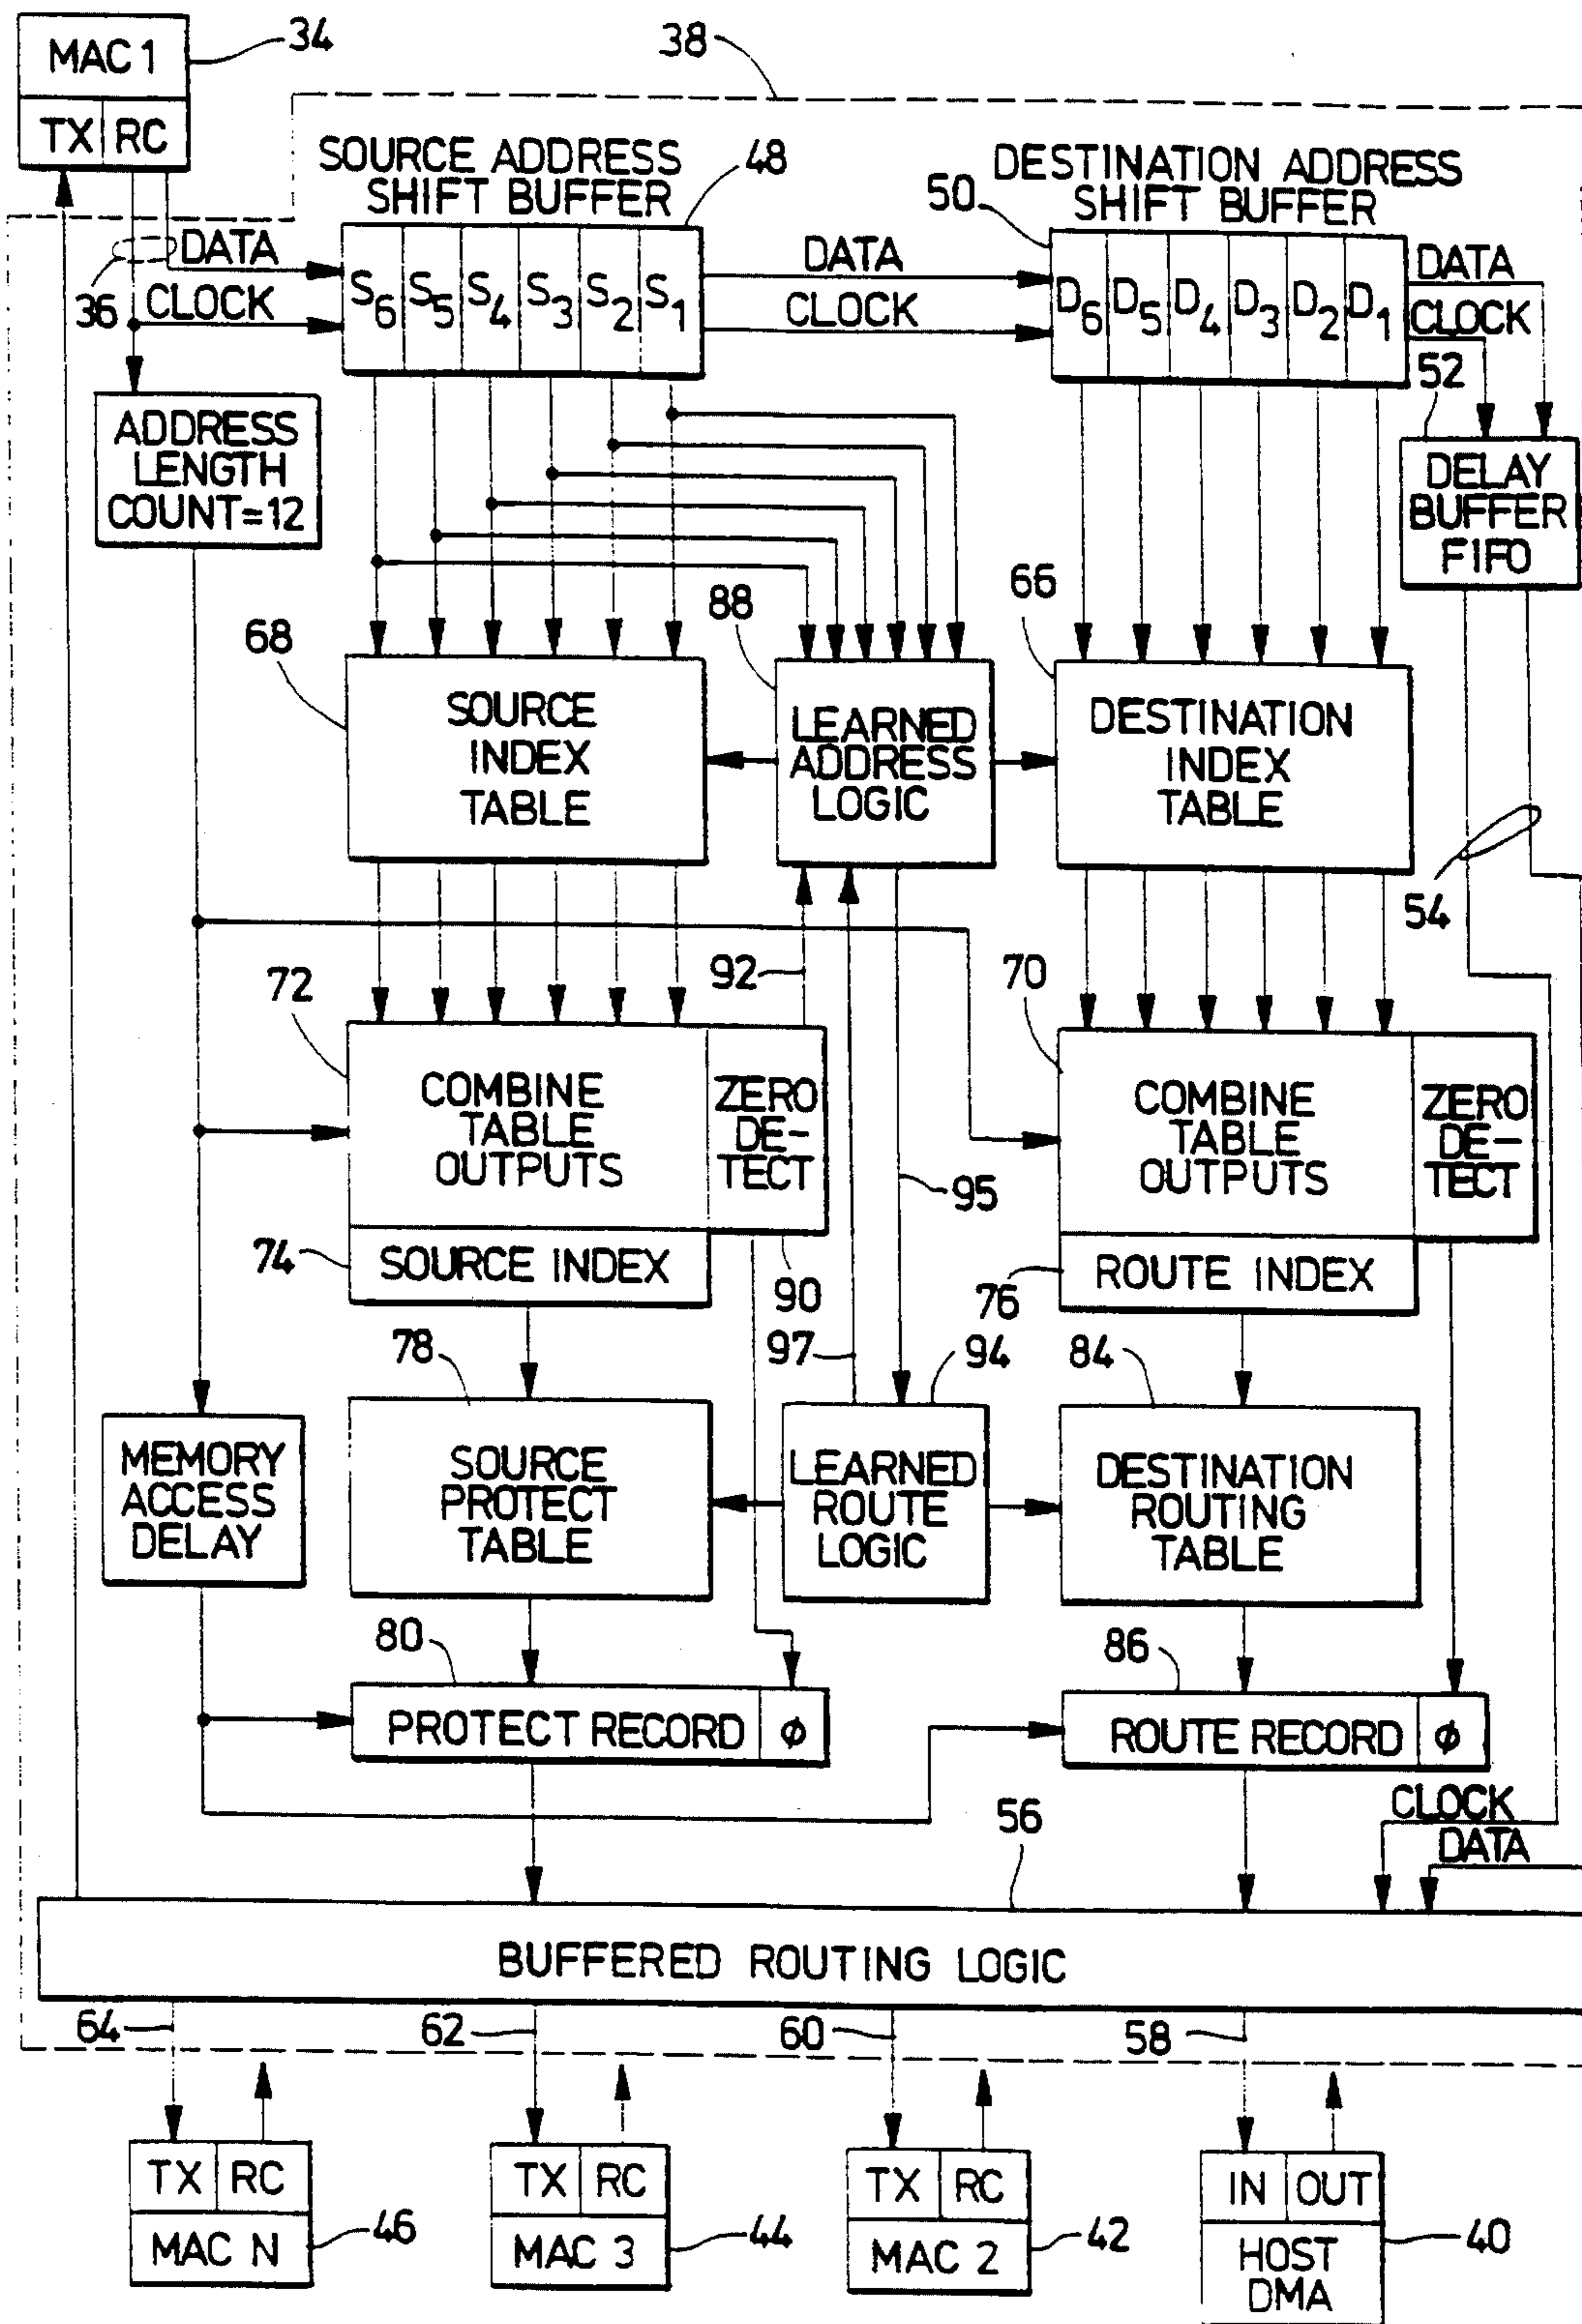 MAC 1
34
38
TX RC
SOURCE ADDRESS
SHIFT BUFFER
48
DESTINATION ADDRESS
SHIFT BUFFER
50
36
DATA
CLOCK
S6 S5 S4 S3 S2 S1
DATA
CLOCK
D6 D5 D4 D3 D2 D1
DATA
CLOCK
52
ADDRESS
LENGTH
COUNT=12
DELAY
BUFFER
FIFO
68
88
66
SOURCE
INDEX
TABLE
LEARNED
ADDRESS
LOGIC
DESTINATION
INDEX
TABLE
54
72
92
70
COMBINE
TABLE
OUTPUTS
ZERO
DE-
TECT
95
COMBINE
TABLE
OUTPUTS
ZERO
DE-
TECT
74
SOURCE INDEX
90
76
ROUTE INDEX
78
97
94
84
MEMORY
ACCESS
DELAY
SOURCE
PROTECT
TABLE
LEARNED
ROUTE
LOGIC
DESTINATION
ROUTING
TABLE
80
86
PROTECT RECORD ϕ
ROUTE RECORD ϕ
56
CLOCK
DATA
BUFFERED ROUTING LOGIC
64
62
60
58
TX RC
MAC N
46
TX RC
MAC 3
44
TX RC
MAC 2
42
IN OUT
HOST
DMA
40